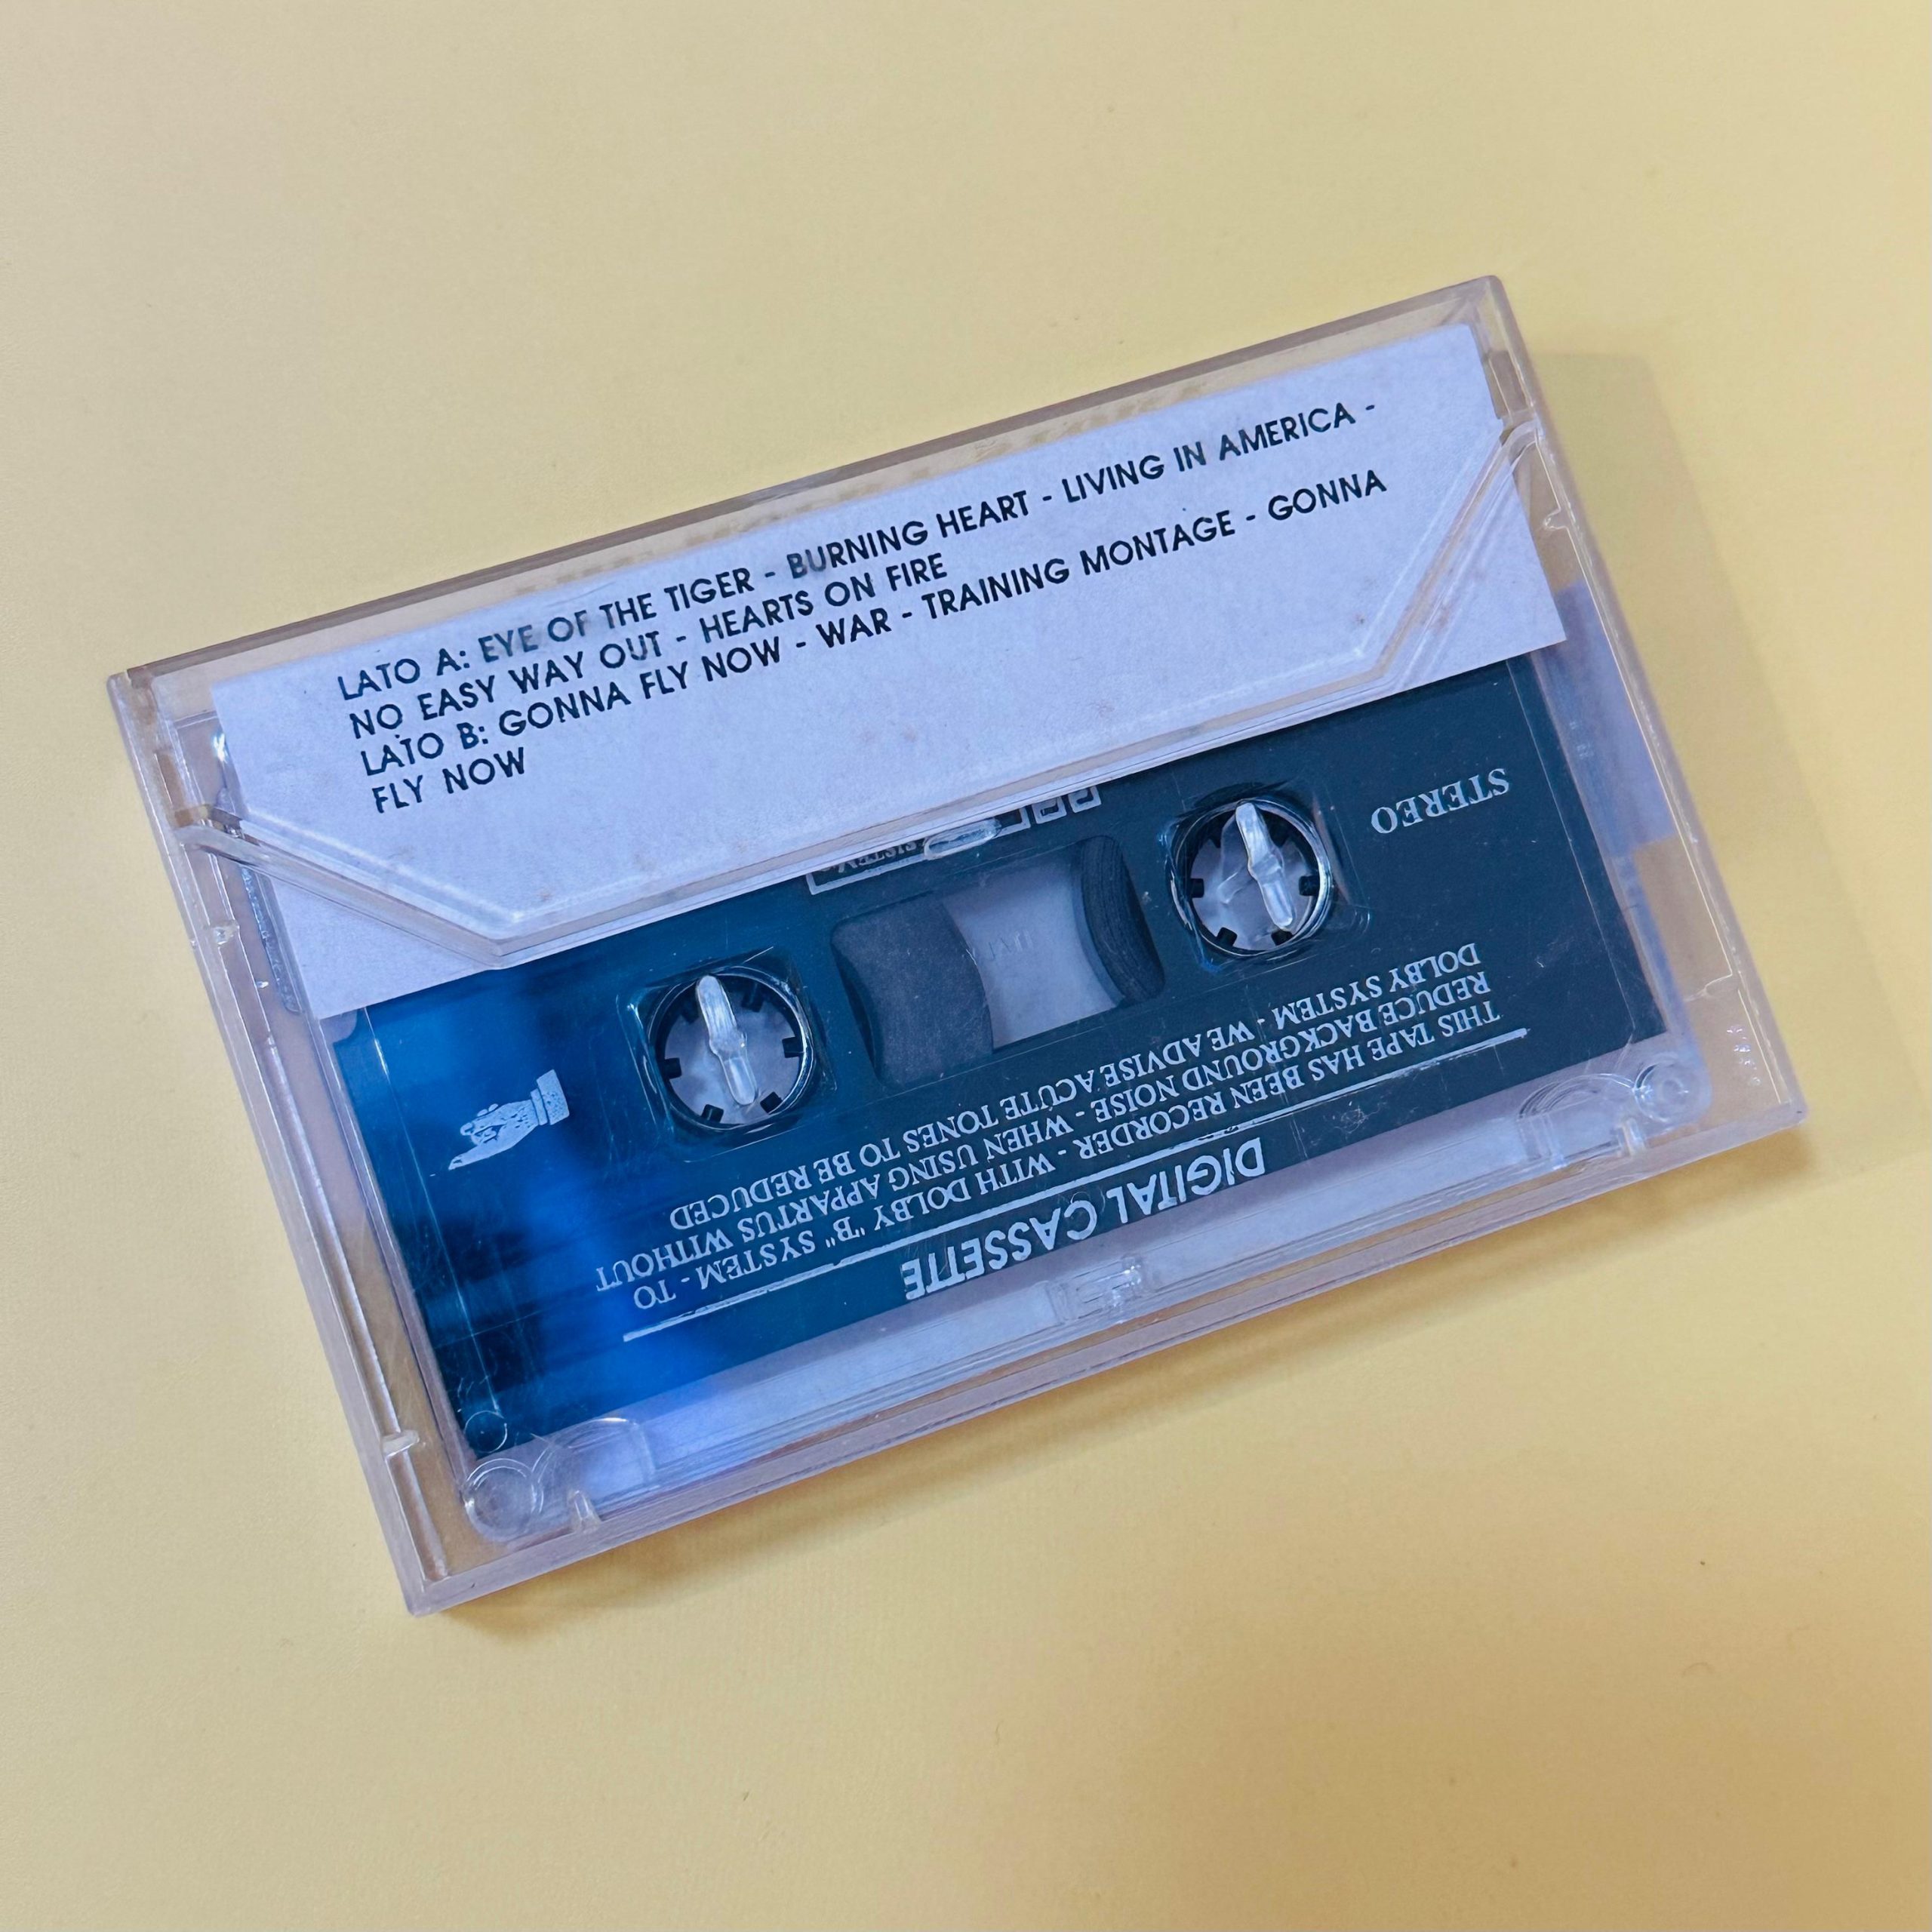 LATO A: EYE OF THE TIGER - BURNING HEART - LIVING IN AMERICA -
NO EASY WAY OUT - HEARTS ON FIRE
LATO B: GONNA FLY NOW - WAR - TRAINING MONTAGE - GONNA
FLY NOW
DIGITAL CASSETTE
THIS TAPE HAS BEEN RECORDER - WITH DOLBY "B" SYSTEM - TO
REDUCE BACKGROUND NOISE - WHEN USING APPARTUS WITHOUT
DOLBY SYSTEM - WE ADVISE ACUTE TONES TO BE REDUCED
STEREO
SYSTEM